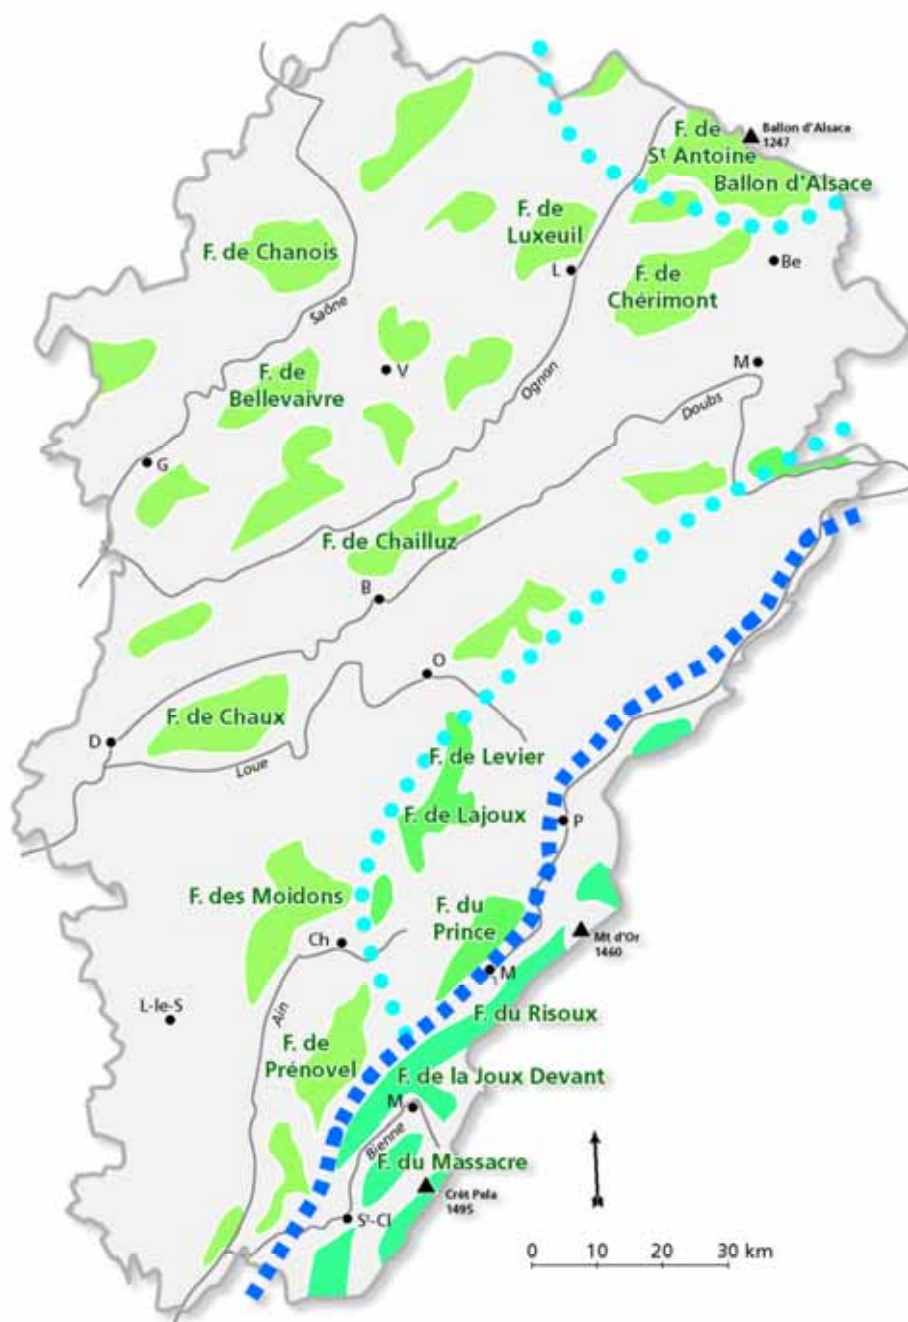 F. de
Sᵗ Antoine
Ballon d'Alsace
1247
Ballon d'Alsace
F. de
Luxeuil
F. de Chanois
L
Be
F. de
Chérimont
Saône
V
M
F. de
Bellevaivre
Ognon
Doubs
G
F. de Chailluz
B
O
F. de Chaux
D
Loue
F. de Levier
F. de Lajoux
P
F. des Moidons
F. du
Prince
Ch
Mt d'Or
1460
M
L-le-S
Ain
F. du Risoux
F. de
Prénovel
F. de la Joux Devant
M
Bienne
F. du Massacre
Crêt Pela
1495
Sᵗ-Cl
0 10 20 30 km